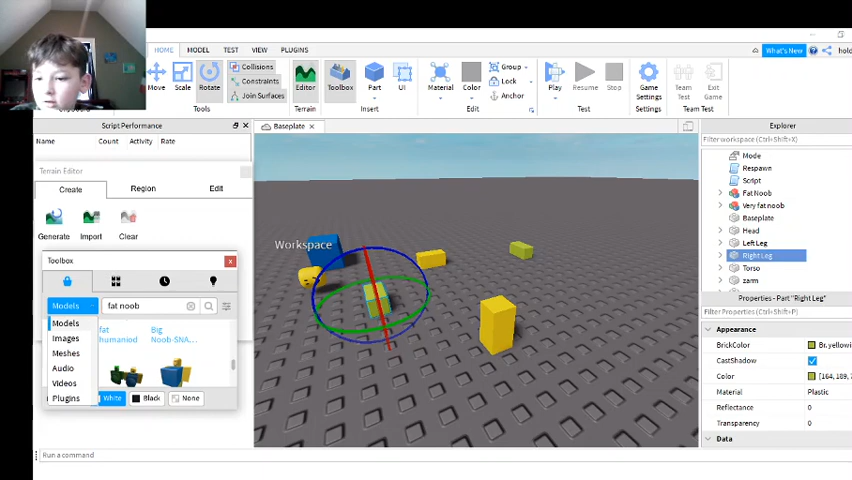 HOME MODEL TEST VIEW PLUGINS What's New
Move Scale Rotate Collisions Constraints Join Surfaces Editor Toolbox Part UI Material Color Group Lock Anchor Play Resume Stop Game Settings Team Test Exit Game
Tools Terrain Insert Edit Test Settings Team Test
Script Performance
Name Count Activity Rate
Baseplate
Explorer
Filter workspace (Ctrl+Shift+X)
Mode
Respawn
Script
Fat Noob
Very fat noob
Baseplate
Head
Left Leg
Right Leg
Torso
zarm
Terrain Editor
Create Region Edit
Generate Import Clear
Toolbox
Models fat noob
Models
Images
Meshes
Audio
Videos
Plugins
fat humaniod
Big Noob-SNA...
White Black None
Workspace
Properties - Part "Right Leg"
Filter Properties (Ctrl+Shift+P)
Appearance
BrickColor Br. yellowi
CastShadow
Color [164, 189,
Material Plastic
Reflectance 0
Transparency 0
Data
Run a command